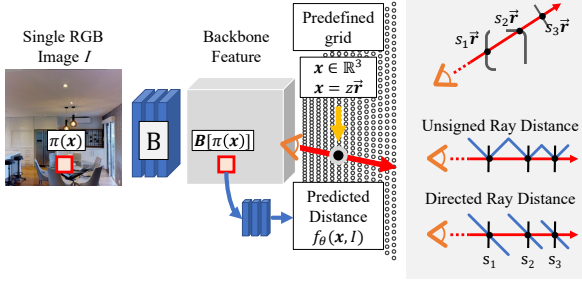 Single RGB
Image I
π(x)
B
Backbone
Feature
B[π(x)]
Predefined
grid
x ∈ ℝ³
x = zr⃗
Predicted
Distance
f_θ(x, I)
s₁r⃗
s₂r⃗
s₃r⃗
Unsigned Ray Distance
Directed Ray Distance
s₁ s₂ s₃